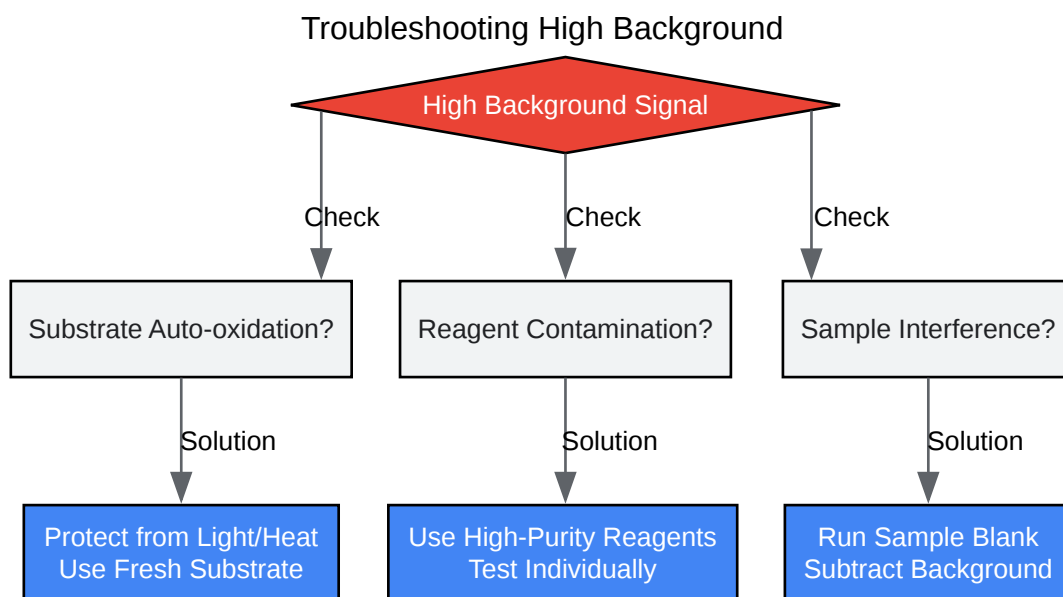 Troubleshooting High Background
High Background Signal
Check
Check
Check
Substrate Auto-oxidation?
Reagent Contamination?
Sample Interference?
Solution
Solution
Solution
Protect from Light/Heat
Use Fresh Substrate
Use High-Purity Reagents
Test Individually
Run Sample Blank
Subtract Background